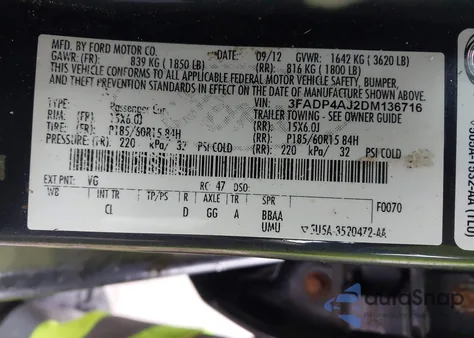 MFD. BY FORD MOTOR CO.
DATE: 09/12 GVWR: 1642 KG (3620 LB)
GAWR: (FR): 839 KG (1850 LB) (RR): 816 KG (1800 LB)
THIS VEHICLE CONFORMS TO ALL APPLICABLE FEDERAL MOTOR VEHICLE SAFETY, BUMPER,
AND THEFT PREVENTION STANDARDS IN EFFECT ON THE DATE OF MANUFACTURE SHOWN ABOVE.
VIN: 3FADP4AJ2DM136716
TYPE: Passenger Car TRAILER TOWING - SEE OWNER GUIDE
RIM: (FR): 15X6.0J (RR): 15X6.0J
TIRES: (FR): P185/60R15 84H (RR): P185/60R15 84H
PRESSURE: (FR): 220 kPa/ 32 PSI COLD (RR): 220 kPa/ 32 PSI COLD
EXT PNT: VG RC: 47 DSO:
WB INT TR TP/PS R AXLE TR SPR F0070
CI D GG A BBAA
UMU 5U5A-3520472-AA
autoSnap